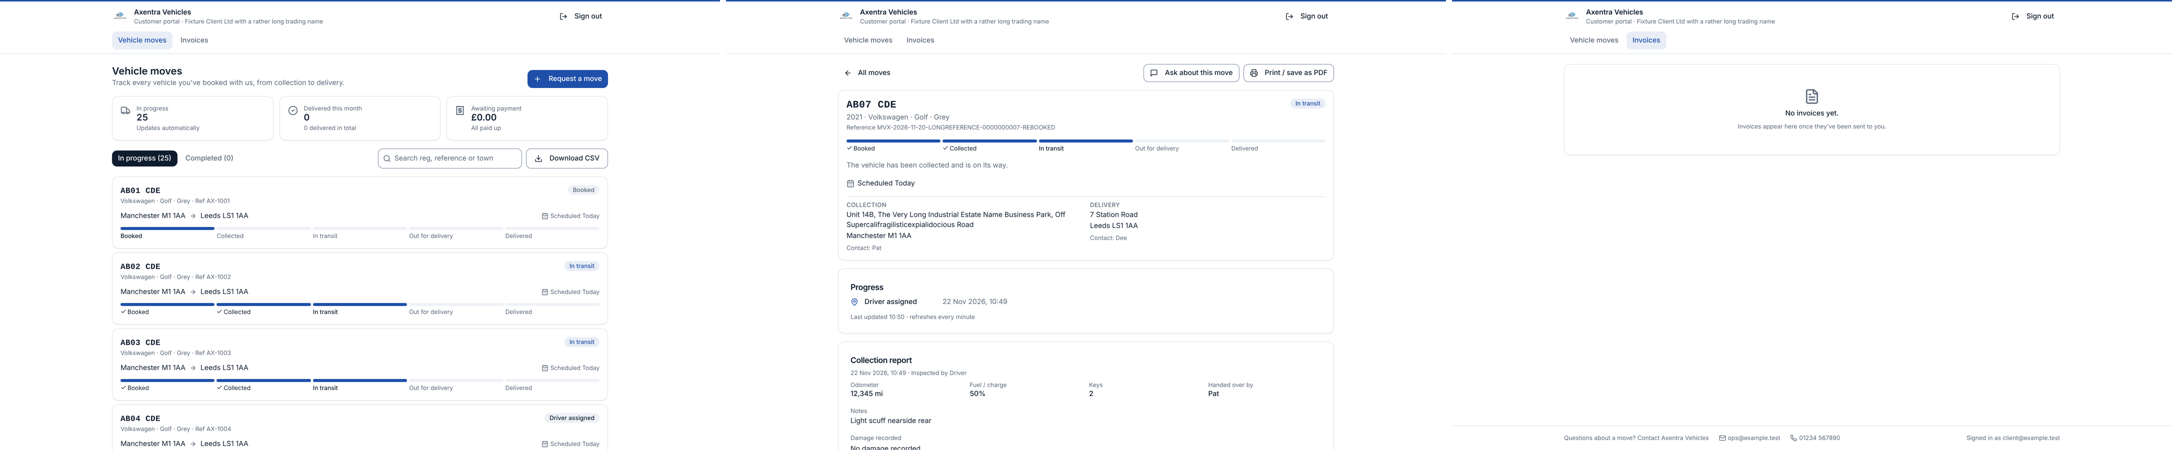 Axentra Vehicles
Customer portal · Fixture Client Ltd with a rather long trading name
Sign out
Vehicle moves
Invoices
Vehicle moves
Track every vehicle you've booked with us, from collection to delivery.
Request a move
In progress
25
Updates automatically
Delivered this month
0
0 delivered in total
Awaiting payment
£0.00
All paid up
In progress (25)
Completed (0)
Search reg, reference or town
Download CSV
AB01 CDE
Booked
Volkswagen · Golf · Grey · Ref AX-1001
Manchester M1 1AA → Leeds LS1 1AA
Scheduled Today
Booked
Collected
In transit
Out for delivery
Delivered
AB02 CDE
In transit
Volkswagen · Golf · Grey · Ref AX-1002
Manchester M1 1AA → Leeds LS1 1AA
Scheduled Today
✓ Booked
✓ Collected
In transit
Out for delivery
Delivered
AB03 CDE
In transit
Volkswagen · Golf · Grey · Ref AX-1003
Manchester M1 1AA → Leeds LS1 1AA
Scheduled Today
✓ Booked
✓ Collected
In transit
Out for delivery
Delivered
AB04 CDE
Driver assigned
Volkswagen · Golf · Grey · Ref AX-1004
Manchester M1 1AA → Leeds LS1 1AA
Scheduled Today
Axentra Vehicles
Customer portal · Fixture Client Ltd with a rather long trading name
Sign out
Vehicle moves
Invoices
← All moves
Ask about this move
Print / save as PDF
AB07 CDE
In transit
2021 · Volkswagen · Golf · Grey
Reference MVX-2026-11-20-LONGREFERENCE-0000000007-REBOOKED
✓ Booked
✓ Collected
In transit
Out for delivery
Delivered
The vehicle has been collected and is on its way.
Scheduled Today
COLLECTION
Unit 14B, The Very Long Industrial Estate Name Business Park, Off
Supercalifragilisticexpialidocious Road
Manchester M1 1AA
Contact: Pat
DELIVERY
7 Station Road
Leeds LS1 1AA
Contact: Dee
Progress
Driver assigned
22 Nov 2026, 10:49
Last updated 10:50 · refreshes every minute
Collection report
22 Nov 2026, 10:49 · Inspected by Driver
Odometer
12,345 mi
Fuel / charge
50%
Keys
2
Handed over by
Pat
Notes
Light scuff nearside rear
Damage recorded
No damage recorded
Axentra Vehicles
Customer portal · Fixture Client Ltd with a rather long trading name
Sign out
Vehicle moves
Invoices
No invoices yet.
Invoices appear here once they've been sent to you.
Questions about a move? Contact Axentra Vehicles
ops@example.test
01234 567890
Signed in as client@example.test